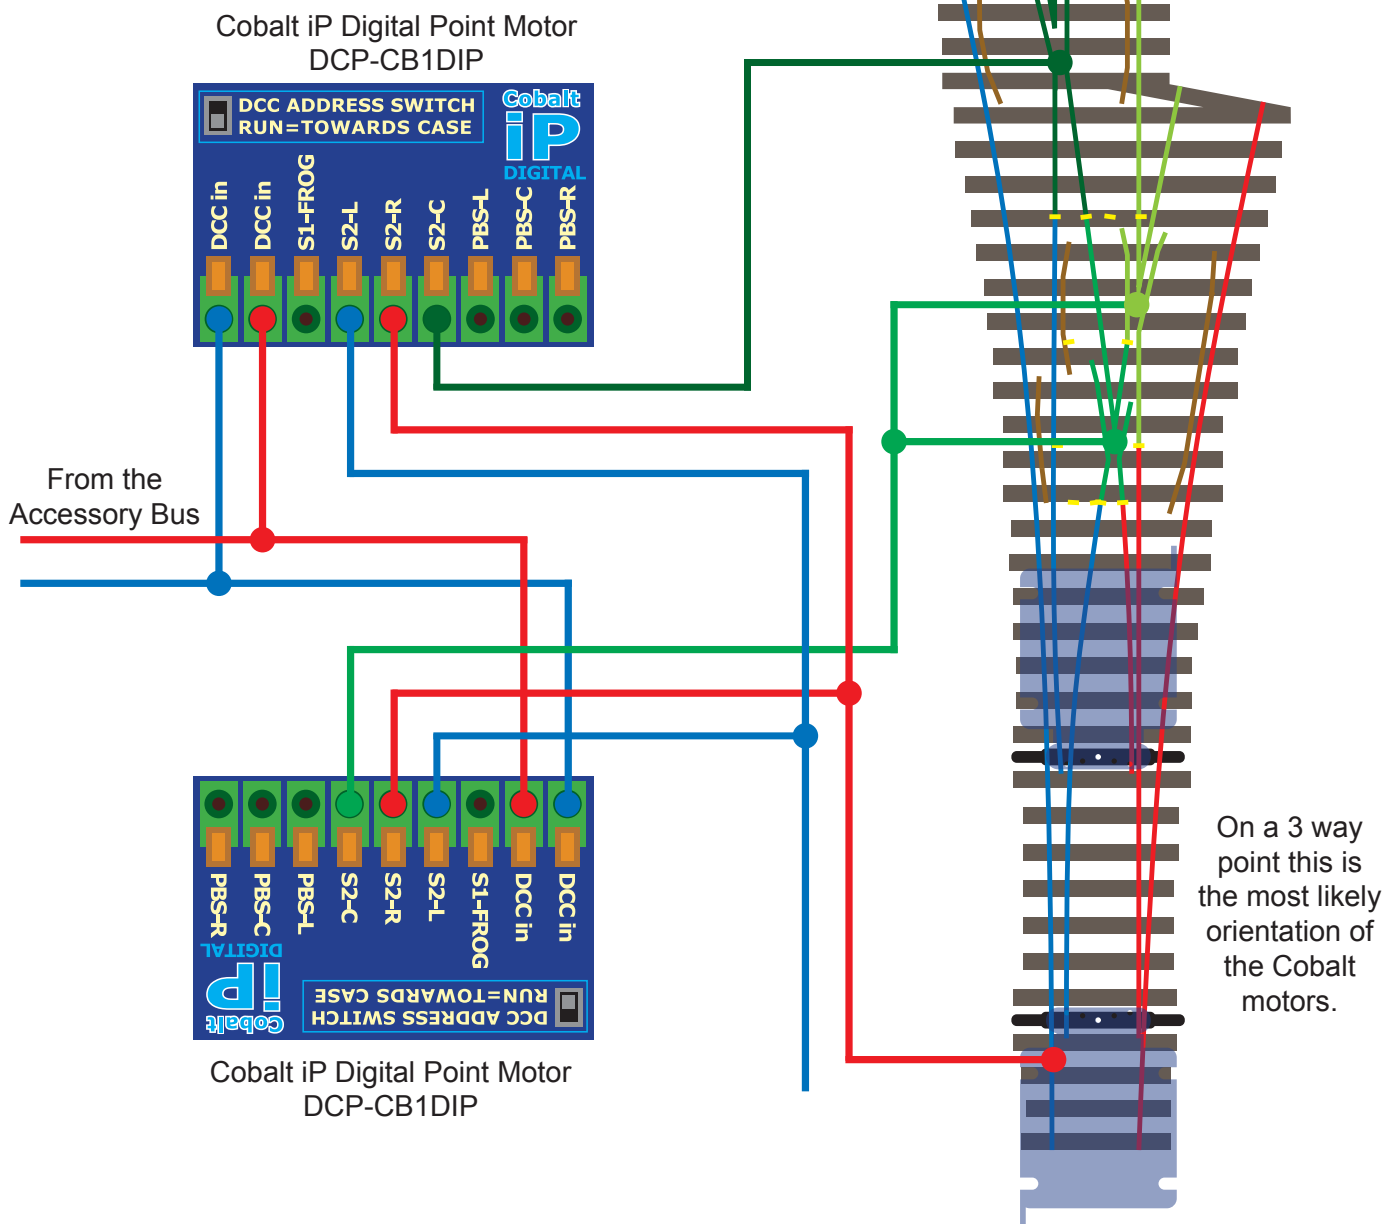 Cobalt iP Digital Point Motor
DCP-CB1DIP
DCC ADDRESS SWITCH
RUN=TOWARDS CASE
Cobalt
iP
DIGITAL
DCC in
DCC in
S1-FROG
S2-L
S2-R
S2-C
PBS-L
PBS-C
PBS-R
From the
Accessory Bus
PBS-R
PBS-C
PBS-L
S2-C
S2-R
S2-L
S1-FROG
DCC in
DCC in
DCC ADDRESS SWITCH
RUN=TOWARDS CASE
Cobalt
iP
DIGITAL
Cobalt iP Digital Point Motor
DCP-CB1DIP
On a 3 way
point this is
the most likely
orientation of
the Cobalt
motors.